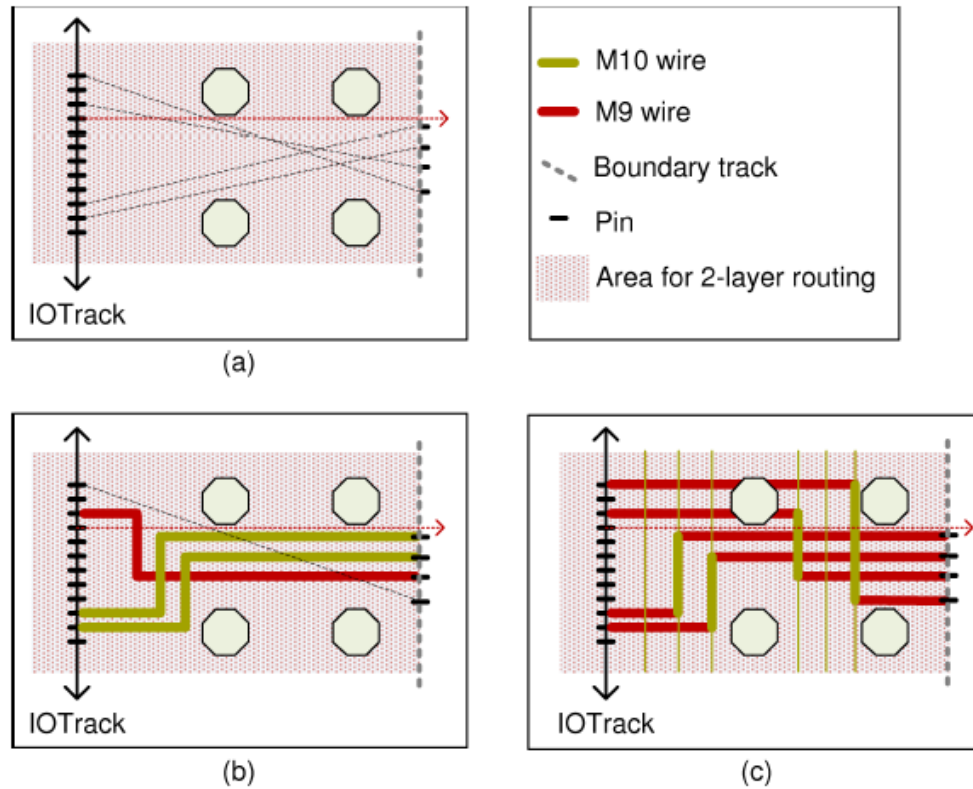 IOTrack
(a)
M10 wire
M9 wire
Boundary track
Pin
Area for 2-layer routing
IOTrack
(b)
IOTrack
(c)